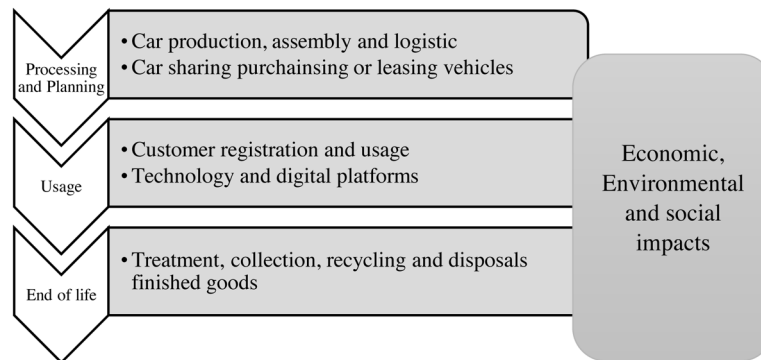 Processing
and Planning
• Car production, assembly and logistic
• Car sharing purchainsing or leasing vehicles
Usage
• Customer registration and usage
• Technology and digital platforms
End of life
• Treatment, collection, recycling and disposals
finished goods
Economic,
Environmental
and social
impacts